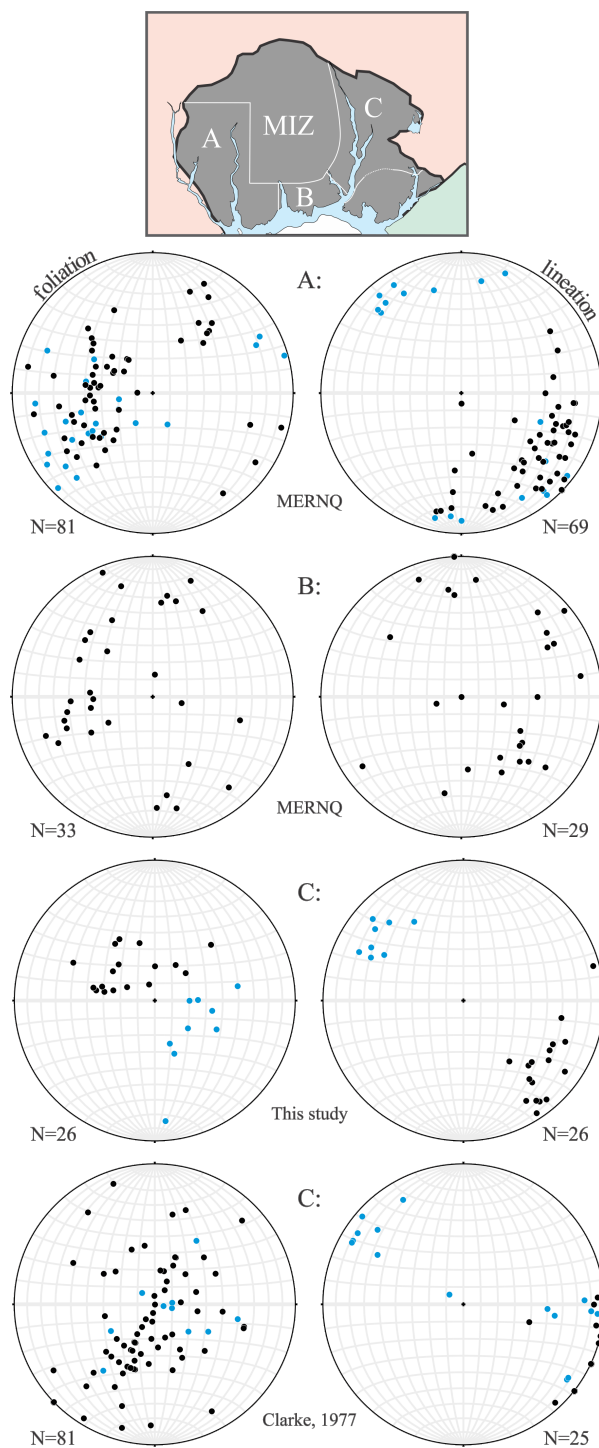 A
MIZ
C
B
foliation
A:
lineation
N=81
MERNQ
N=69
B:
N=33
MERNQ
N=29
C:
N=26
This study
N=26
C:
N=81
Clarke, 1977
N=25